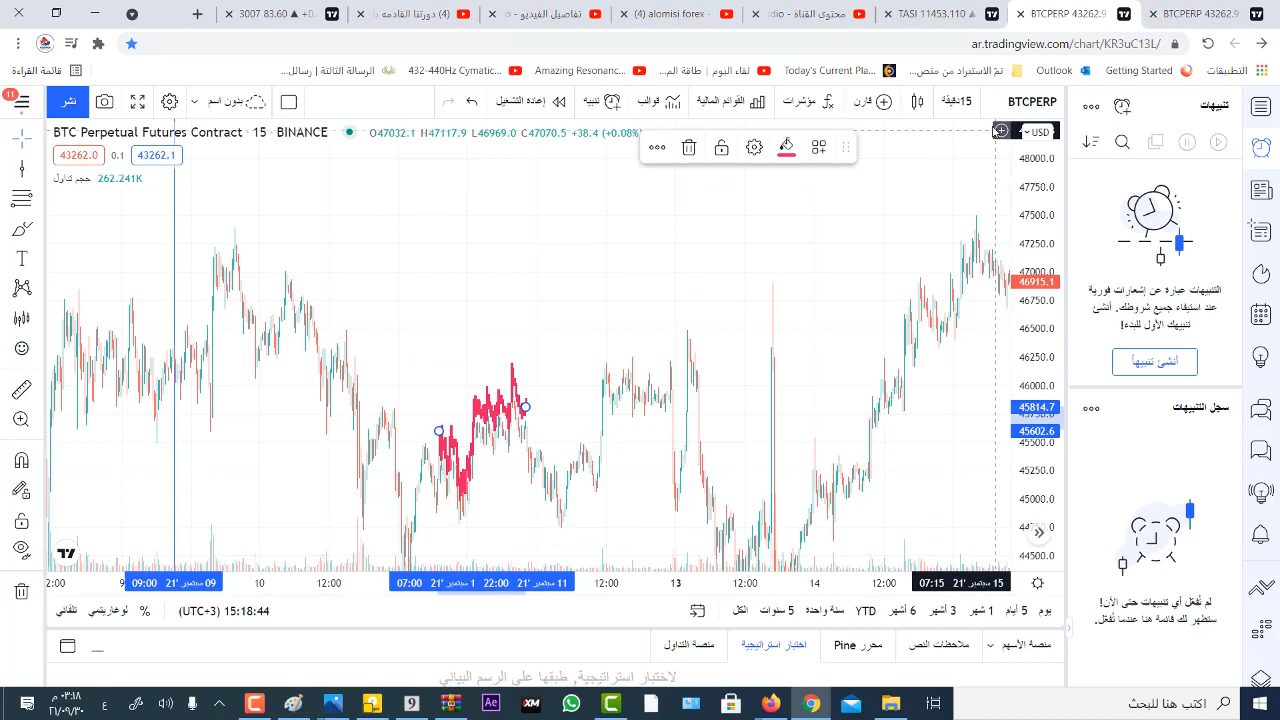 3007 83.60 ▲ +0.
دورتنا القادمه ا (4)
تفاصيل الفيديو - io
(4) alomisi forex -
محتوى القناة - udio
TASI 11453.110 ▲
BTCPERP 43262.9
BTCPERP 43262.9
ar.tradingview.com/chart/KR3uC13L/
التطبيقات
Getting Started
Outlook
تمّ الاستيراد من متص...
Today's Current Pla...
لقاء اليوم | طاقة الم...
Amaran Resonanc...
432-440Hz Cymatic...
الرسالة الثالثة | رسائل...
قائمة القراءة
11
BTCPERP
15دقيقة
قارن
مؤشرات
القوائم المالية
قوالب
تنبيه
إعادة التشغيل
بدون اسم
نشر
BTC Perpetual Futures Contract · 15 · BINANCE
O47032.1 H47117.9 L46969.0 C47070.5 +38.4 (+0.08%)
43262.0 0.1 43262.1
حجم تداول 262.241K
USD
48000.0
47750.0
47500.0
47250.0
47000.0
46915.1
46750.0
46500.0
46250.0
46000.0
45814.7
45602.6
45500.0
45250.0
45000.0
44500.0
تنبيهات
التنبيهات عبارة عن إشعارات فورية
عند استيفاء جميع شروطك. أنشئ
تنبيهك الأول للبدء!
أنشئ تنبيهاً
سجل التنبيهات
لم تُفعّل أي تنبيهات حتى الآن!
ستظهر لك قائمة هنا عندما تُفعّل.
2:00 9 09 سبتمبر '21 09:00 10 12:00 07:00 11 سبتمبر '21 22:00 12:00 13 12:00 14 12:00 15 سبتمبر '21 07:15
يوم
5 أيام
1 شهر
3 أشهر
6 أشهر
YTD
سنة واحدة
5 سنوات
الكل
15:18:44 (UTC+3)
%
لوغاريتمي
تلقائي
منصة الأسهم
ملاحظات النص
محرر Pine
اختبار استراتيجية
منصة التداول
لاختبار استراتيجية, طبقها على الرسم البياني
اكتب هنا للبحث
ع
٠٣:١٨ م
٢١/٠٩/٣٠